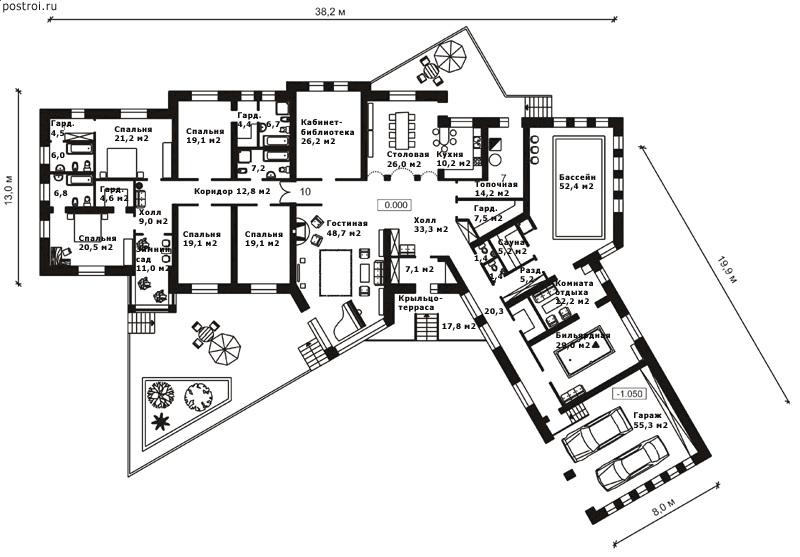 postroi.ru
38,2 м
13,0 м
19,9 м
8,0 м
Гард.
4,5
Спальня
21,2 м2
6,0
6,8
Гард.
4,6 м2
Спальня
20,5 м2
Холл
9,0 м2
Зимний
сад
11,0 м2
Спальня
19,1 м2
Гард.
4,4
6,7
7,2
Коридор 12,8 м2
10
Спальня
19,1 м2
Спальня
19,1 м2
Кабинет-
библиотека
26,2 м2
Столовая
26,0 м2
Кухня
10,2 м2
0.000
Гостиная
48,7 м2
Холл
33,3 м2
7
Топочная
14,2 м2
Гард.
7,5 м2
Бассейн
52,4 м2
Сауна
5,2 м2
1,4
1,4
Разд.
5,2
7,1 м2
Крыльцо-
терраса
17,8 м2
20,3
Комната
отдыха
12,2 м2
Бильярдная
29,0 м2
-1.050
Гараж
55,3 м2